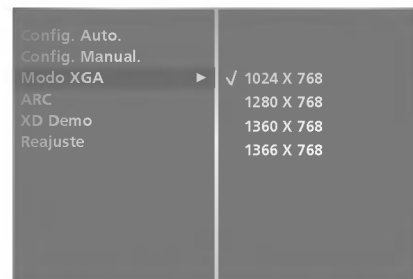 Config. Auto.
Config. Manual.
Modo XGA ► √ 1024 X 768
ARC 1280 X 768
XD Demo 1360 X 768
Reajuste 1366 X 768